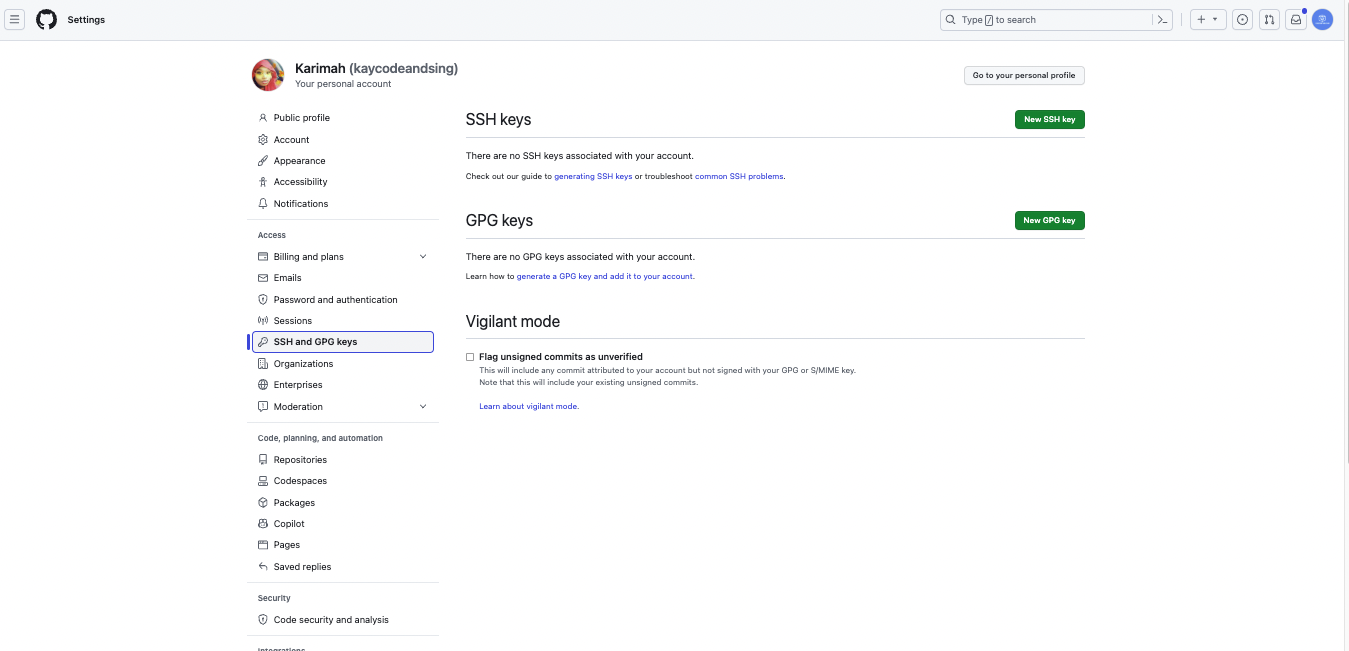 Settings
Type / to search
Karimah (kaycodeandsing)
Your personal account
Go to your personal profile
Public profile
Account
Appearance
Accessibility
Notifications
Access
Billing and plans
Emails
Password and authentication
Sessions
SSH and GPG keys
Organizations
Enterprises
Moderation
Code, planning, and automation
Repositories
Codespaces
Packages
Copilot
Pages
Saved replies
Security
Code security and analysis
Integrations
SSH keys
New SSH key
There are no SSH keys associated with your account.
Check out our guide to generating SSH keys or troubleshoot common SSH problems.
GPG keys
New GPG key
There are no GPG keys associated with your account.
Learn how to generate a GPG key and add it to your account.
Vigilant mode
Flag unsigned commits as unverified
This will include any commit attributed to your account but not signed with your GPG or S/MIME key.
Note that this will include your existing unsigned commits.
Learn about vigilant mode.